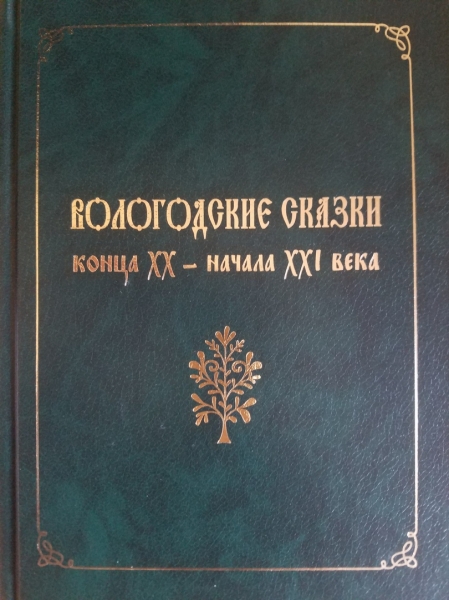 ВОЛОГОДСКИЕ СКАЗКИ
КОНЦА XX – НАЧАЛА XXI ВЕКА